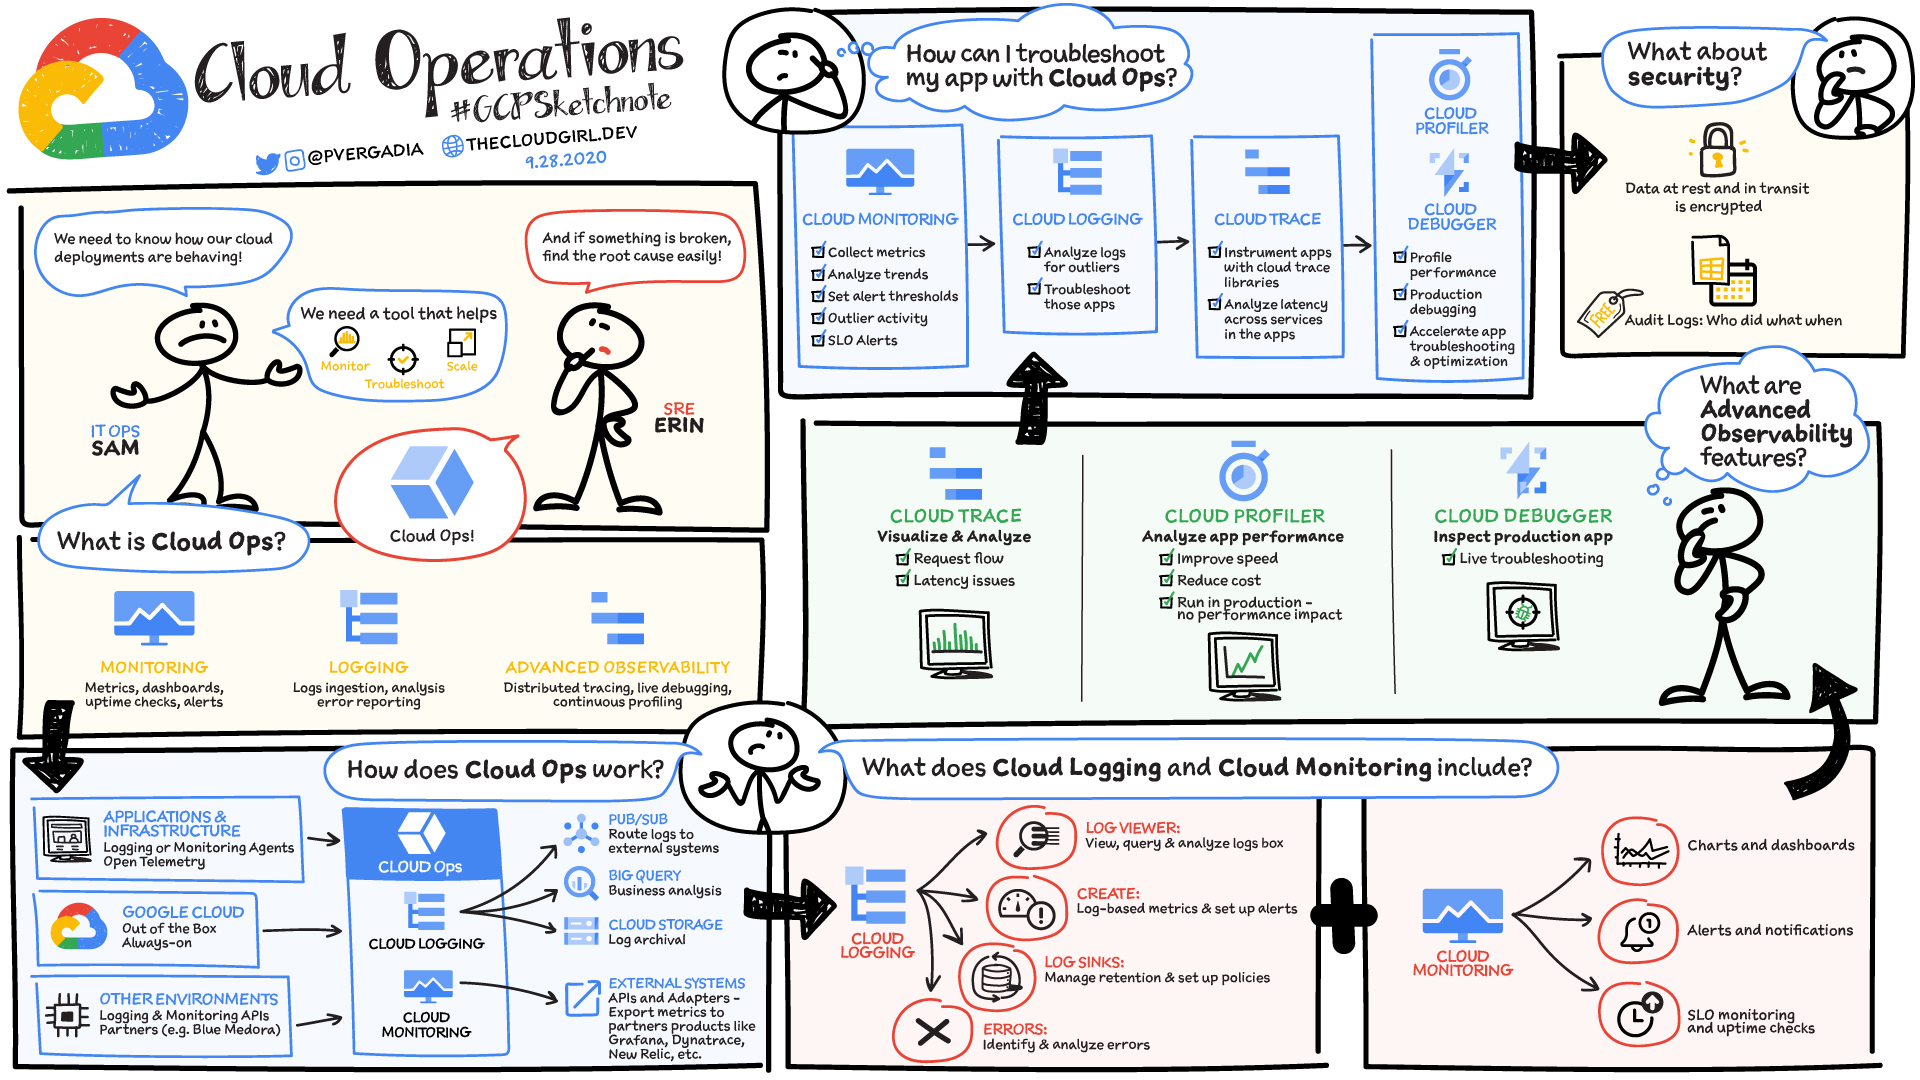 Cloud Operations
#GCPSketchnote
@PVERGADIA
THECLOUDGIRL.DEV
9.28.2020
We need to know how our cloud
deployments are behaving!
And if something is broken,
find the root cause easily!
We need a tool that helps
Monitor
Troubleshoot
Scale
IT OPS
SAM
SRE
ERIN
Cloud Ops!
What is Cloud Ops?
MONITORING
Metrics, dashboards,
uptime checks, alerts
LOGGING
Logs ingestion, analysis
error reporting
ADVANCED OBSERVABILITY
Distributed tracing, live debugging,
continuous profiling
How does Cloud Ops work?
APPLICATIONS &
INFRASTRUCTURE
Logging or Monitoring Agents
Open Telemetry
GOOGLE CLOUD
Out of the Box
Always-on
OTHER ENVIRONMENTS
Logging & Monitoring APIs
Partners (e.g. Blue Medora)
CLOUD Ops
CLOUD LOGGING
CLOUD
MONITORING
PUB/SUB
Route logs to
external systems
BIG QUERY
Business analysis
CLOUD STORAGE
Log archival
EXTERNAL SYSTEMS
APIs and Adapters –
Export metrics to
partners products like
Grafana, Dynatrace,
New Relic, etc.
What does Cloud Logging and Cloud Monitoring include?
CLOUD
LOGGING
LOG VIEWER:
View, query & analyze logs box
CREATE:
Log-based metrics & set up alerts
LOG SINKS:
Manage retention & set up policies
ERRORS:
Identify & analyze errors
CLOUD
MONITORING
Charts and dashboards
1
Alerts and notifications
SLO monitoring
and uptime checks
What are
Advanced
Observability
features?
CLOUD TRACE
Visualize & Analyze
Request flow
Latency issues
CLOUD PROFILER
Analyze app performance
Improve speed
Reduce cost
Run in production –
no performance impact
CLOUD DEBUGGER
Inspect production app
Live troubleshooting
How can I troubleshoot
my app with Cloud Ops?
CLOUD MONITORING
Collect metrics
Analyze trends
Set alert thresholds
Outlier activity
SLO Alerts
CLOUD LOGGING
Analyze logs
for outliers
Troubleshoot
those apps
CLOUD TRACE
Instrument apps
with cloud trace
libraries
Analyze latency
across services
in the apps
CLOUD
PROFILER
CLOUD
DEBUGGER
Profile
performance
Production
debugging
Accelerate app
troubleshooting
& optimization
What about
security?
Data at rest and in transit
is encrypted
FREE
Audit Logs: Who did what when